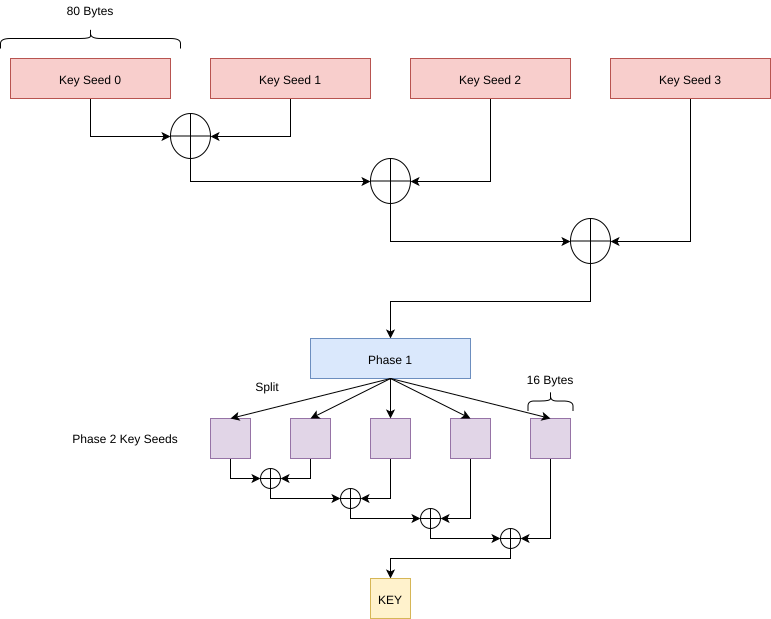 80 Bytes
Key Seed 0
Key Seed 1
Key Seed 2
Key Seed 3
Phase 1
Split
16 Bytes
Phase 2 Key Seeds
KEY